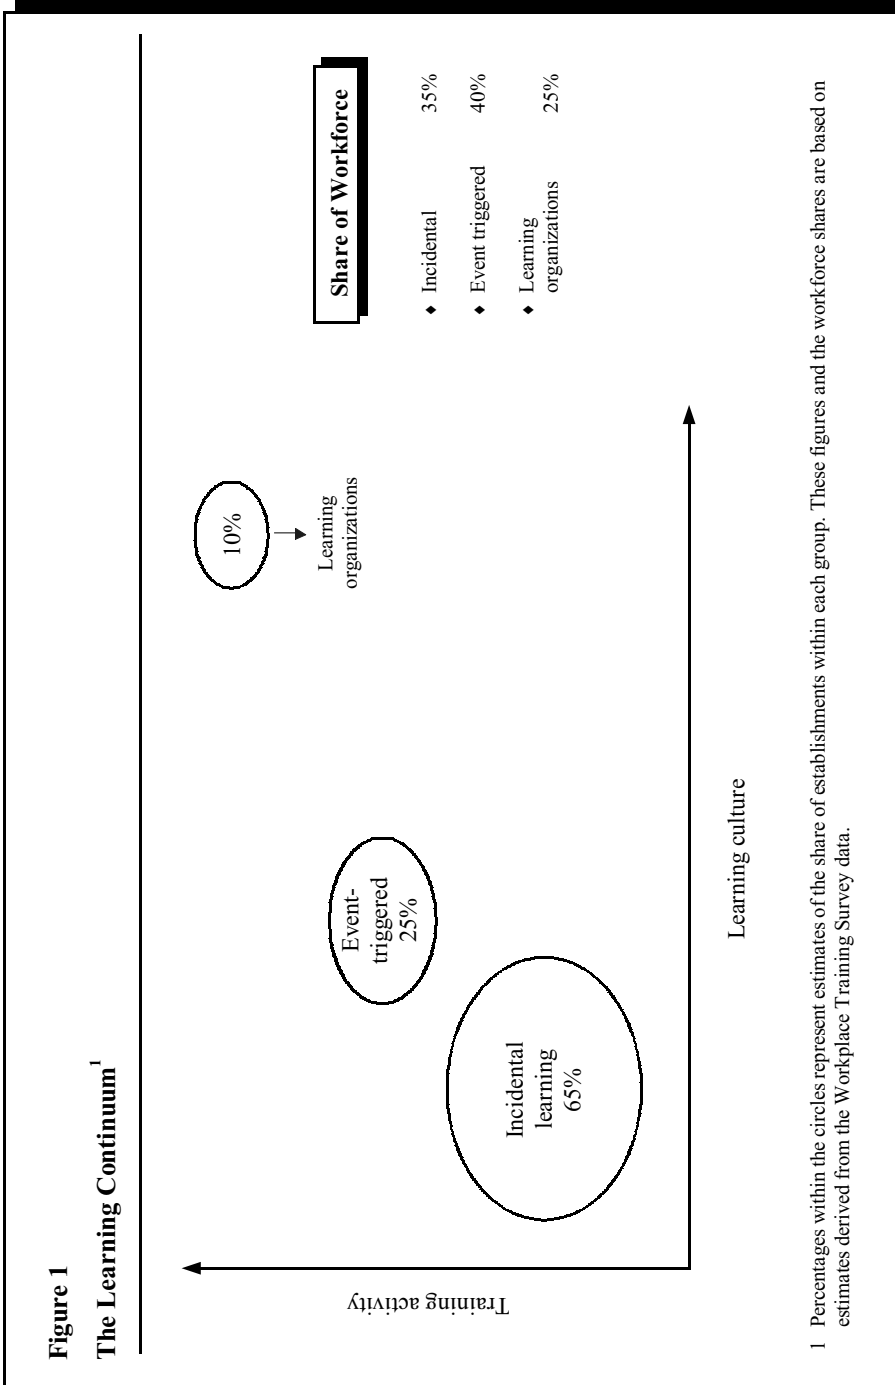 Figure 1
The Learning Continuum1
Training activity
Incidental
learning
65%
Event-
triggered
25%
10%
Learning
organizations
Learning culture
Share of Workforce
♦ Incidental 35%
♦ Event triggered 40%
♦ Learning
organizations 25%
1 Percentages within the circles represent estimates of the share of establishments within each group. These figures and the workforce shares are based on
estimates derived from the Workplace Training Survey data.